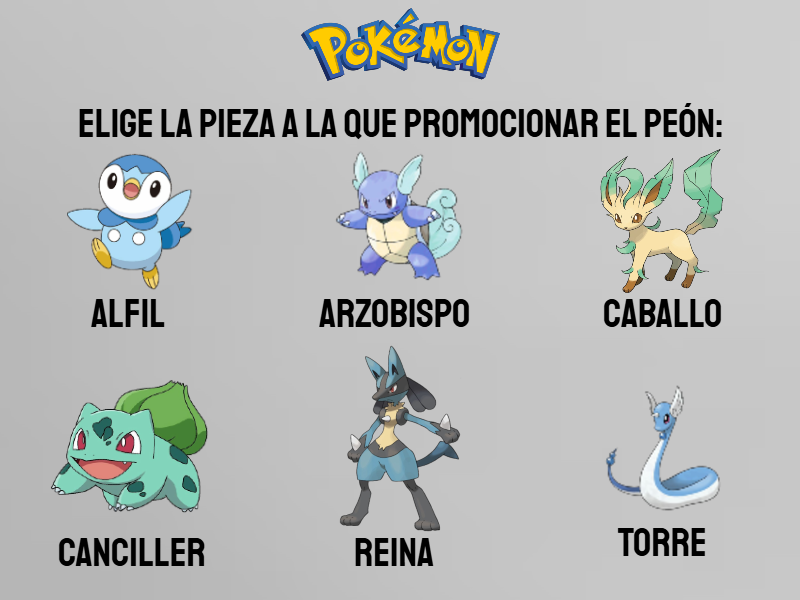 POKéMON
ELIGE LA PIEZA A LA QUE PROMOCIONAR EL PEÓN:
ALFIL
ARZOBISPO
CABALLO
CANCILLER
REINA
TORRE